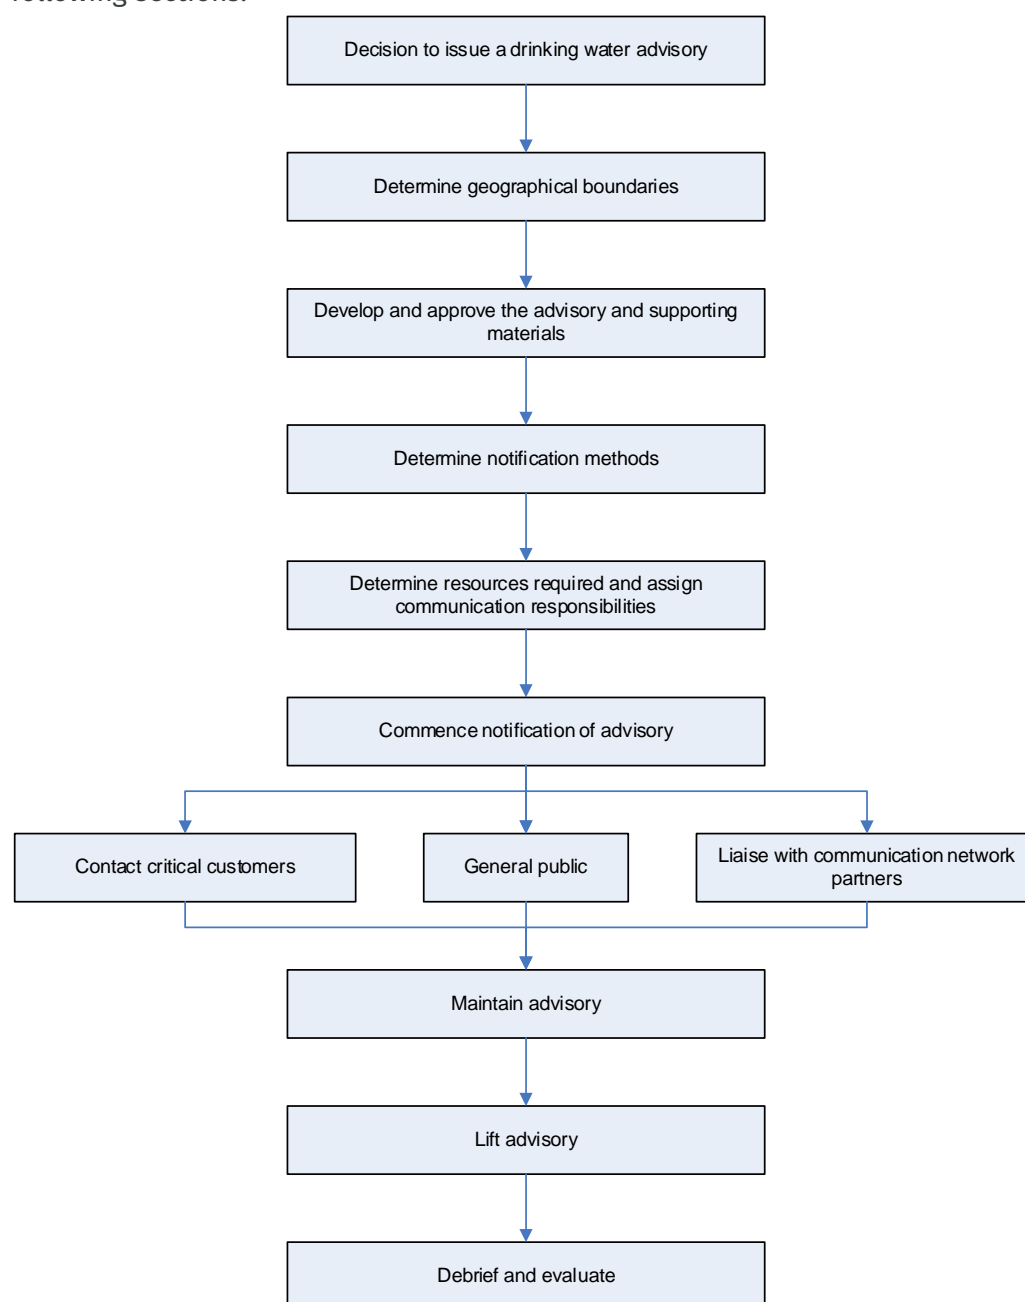 following sections.
Decision to issue a drinking water advisory
Determine geographical boundaries
Develop and approve the advisory and supporting
materials
Determine notification methods
Determine resources required and assign
communication responsibilities
Commence notification of advisory
Contact critical customers
General public
Liaise with communication network
partners
Maintain advisory
Lift advisory
Debrief and evaluate